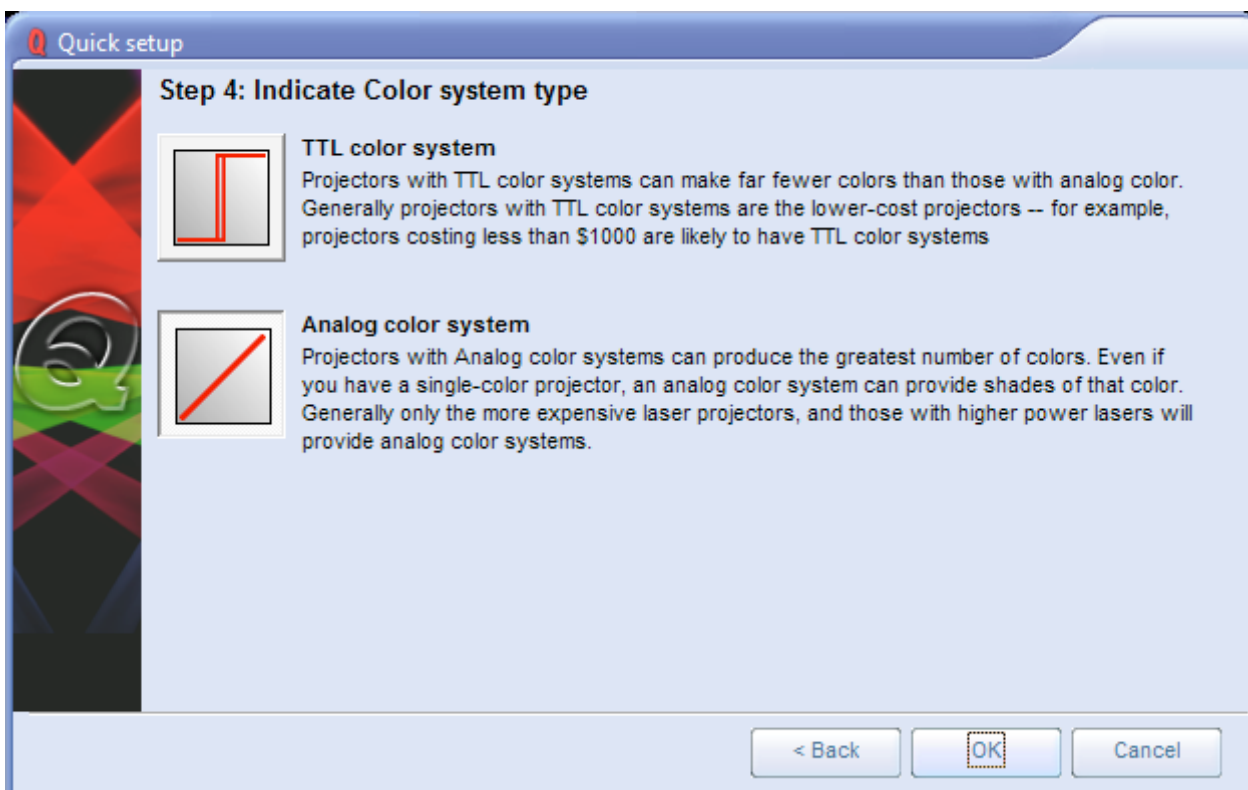 Quick setup
Step 4: Indicate Color system type
TTL color system
Projectors with TTL color systems can make far fewer colors than those with analog color.
Generally projectors with TTL color systems are the lower-cost projectors -- for example,
projectors costing less than $1000 are likely to have TTL color systems
Analog color system
Projectors with Analog color systems can produce the greatest number of colors. Even if
you have a single-color projector, an analog color system can provide shades of that color.
Generally only the more expensive laser projectors, and those with higher power lasers will
provide analog color systems.
< Back
OK
Cancel